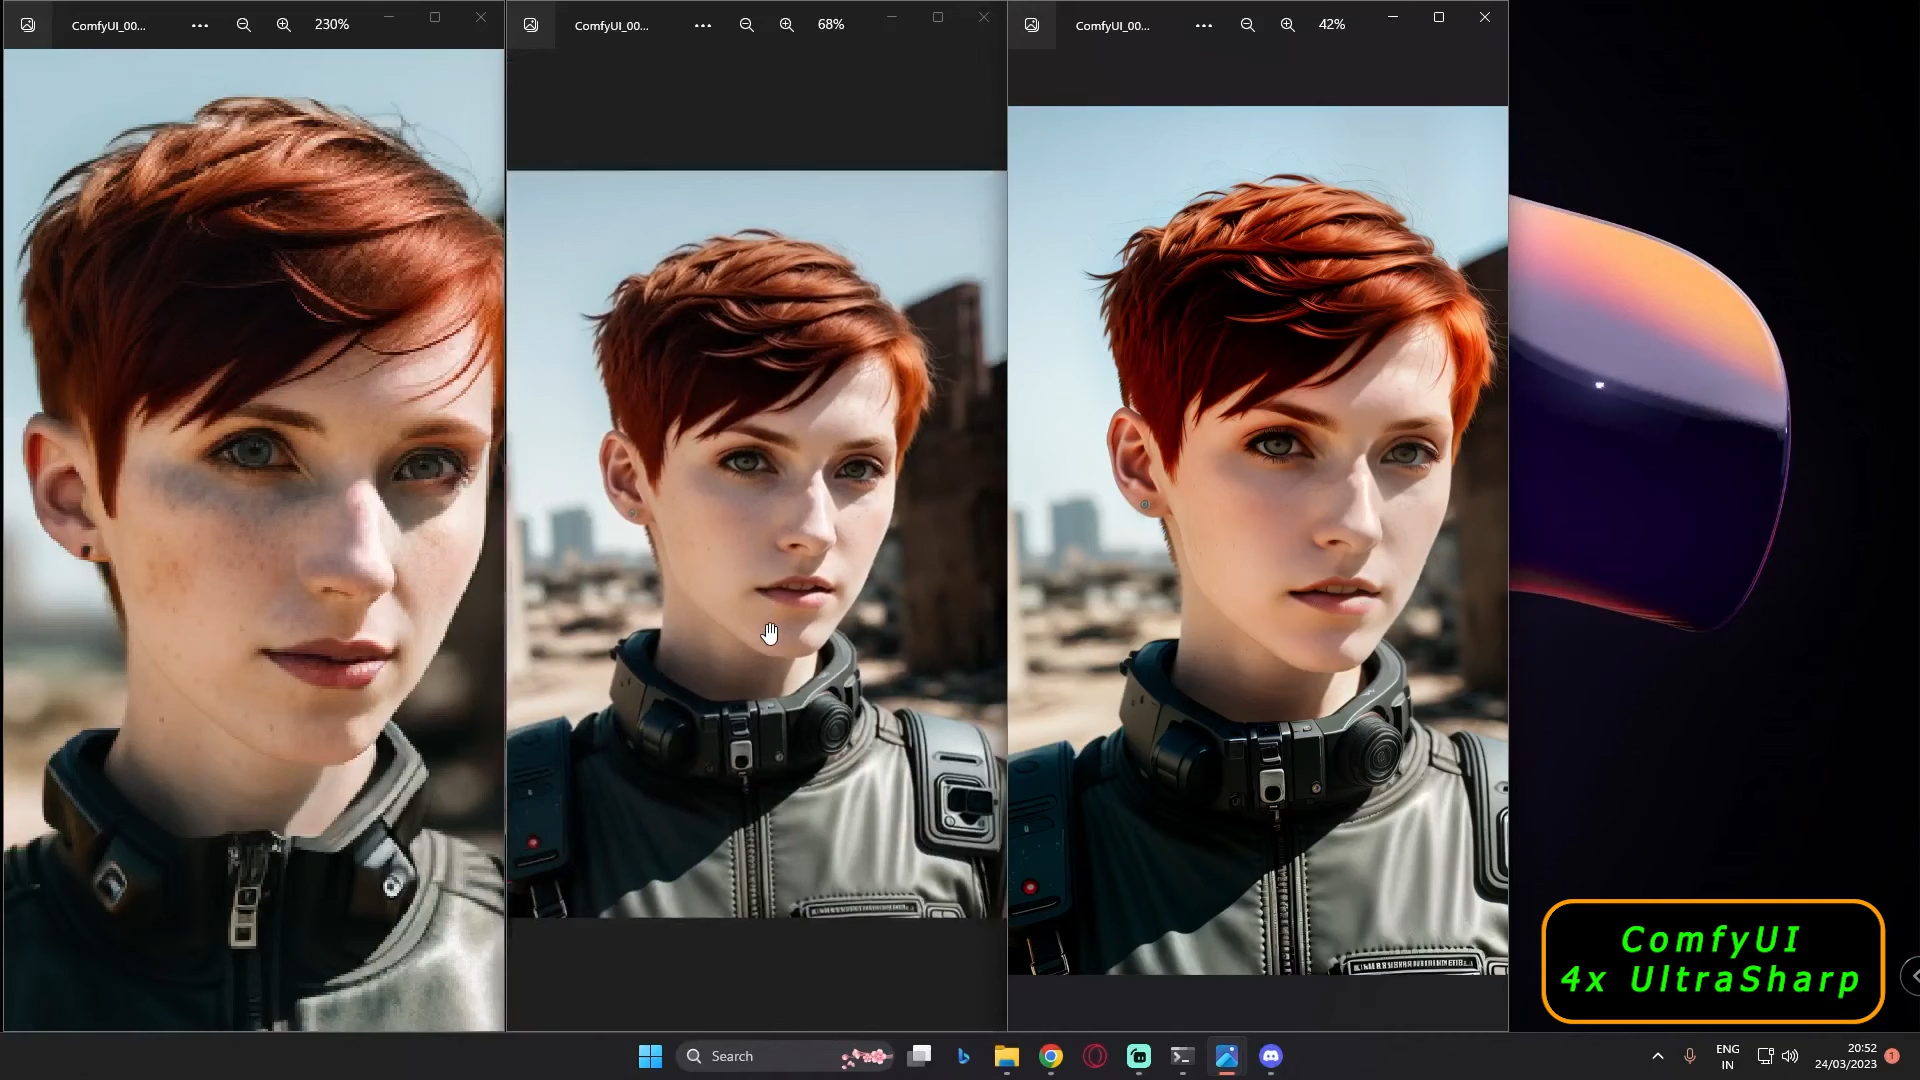 ComfyUI_00...
230%
ComfyUI_00...
68%
ComfyUI_00...
42%
ComfyUI
4x UltraSharp
Search
ENG
IN
20:52
24/03/2023
1